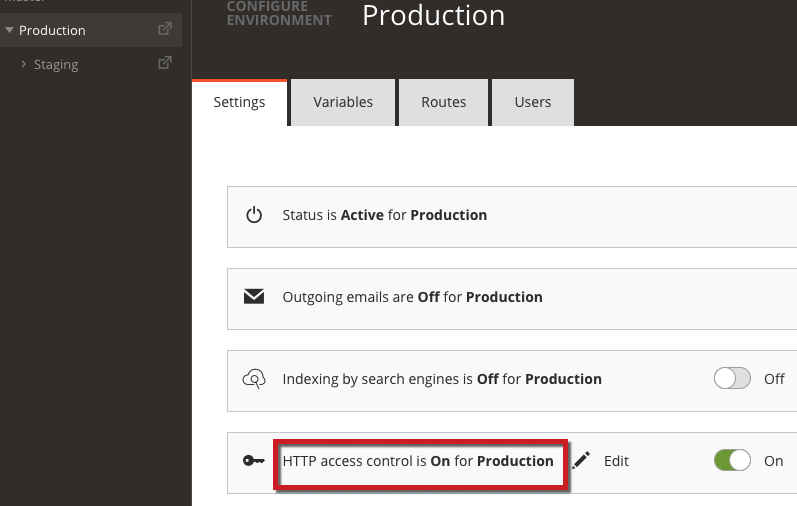 CONFIGURE
ENVIRONMENT
Production
Production
Staging
Settings
Variables
Routes
Users
Status is Active for Production
Outgoing emails are Off for Production
Indexing by search engines is Off for Production
Off
HTTP access control is On for Production
Edit
On